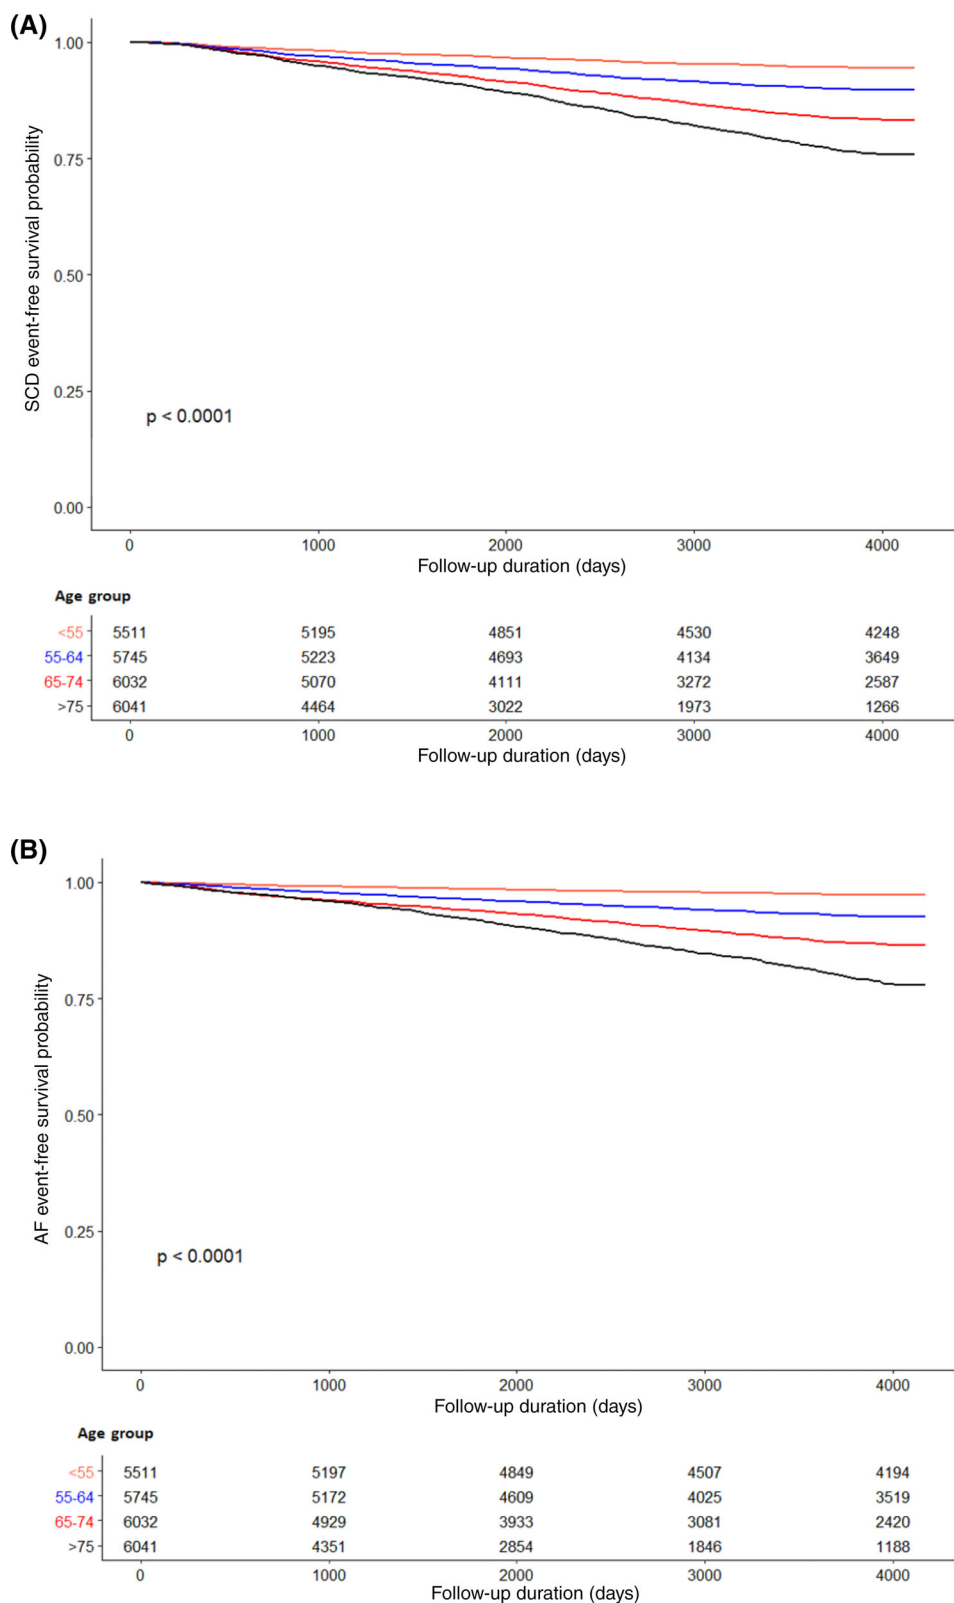 (A)
SCD event-free survival probability
1.00
0.75
0.50
0.25
0.00
p < 0.0001
0 1000 2000 3000 4000
Follow-up duration (days)
Age group
<55 5511 5195 4851 4530 4248
55-64 5745 5223 4693 4134 3649
65-74 6032 5070 4111 3272 2587
>75 6041 4464 3022 1973 1266
0 1000 2000 3000 4000
Follow-up duration (days)
(B)
AF event-free survival probability
1.00
0.75
0.50
0.25
0.00
p < 0.0001
0 1000 2000 3000 4000
Follow-up duration (days)
Age group
<55 5511 5197 4849 4507 4194
55-64 5745 5172 4609 4025 3519
65-74 6032 4929 3933 3081 2420
>75 6041 4351 2854 1846 1188
0 1000 2000 3000 4000
Follow-up duration (days)